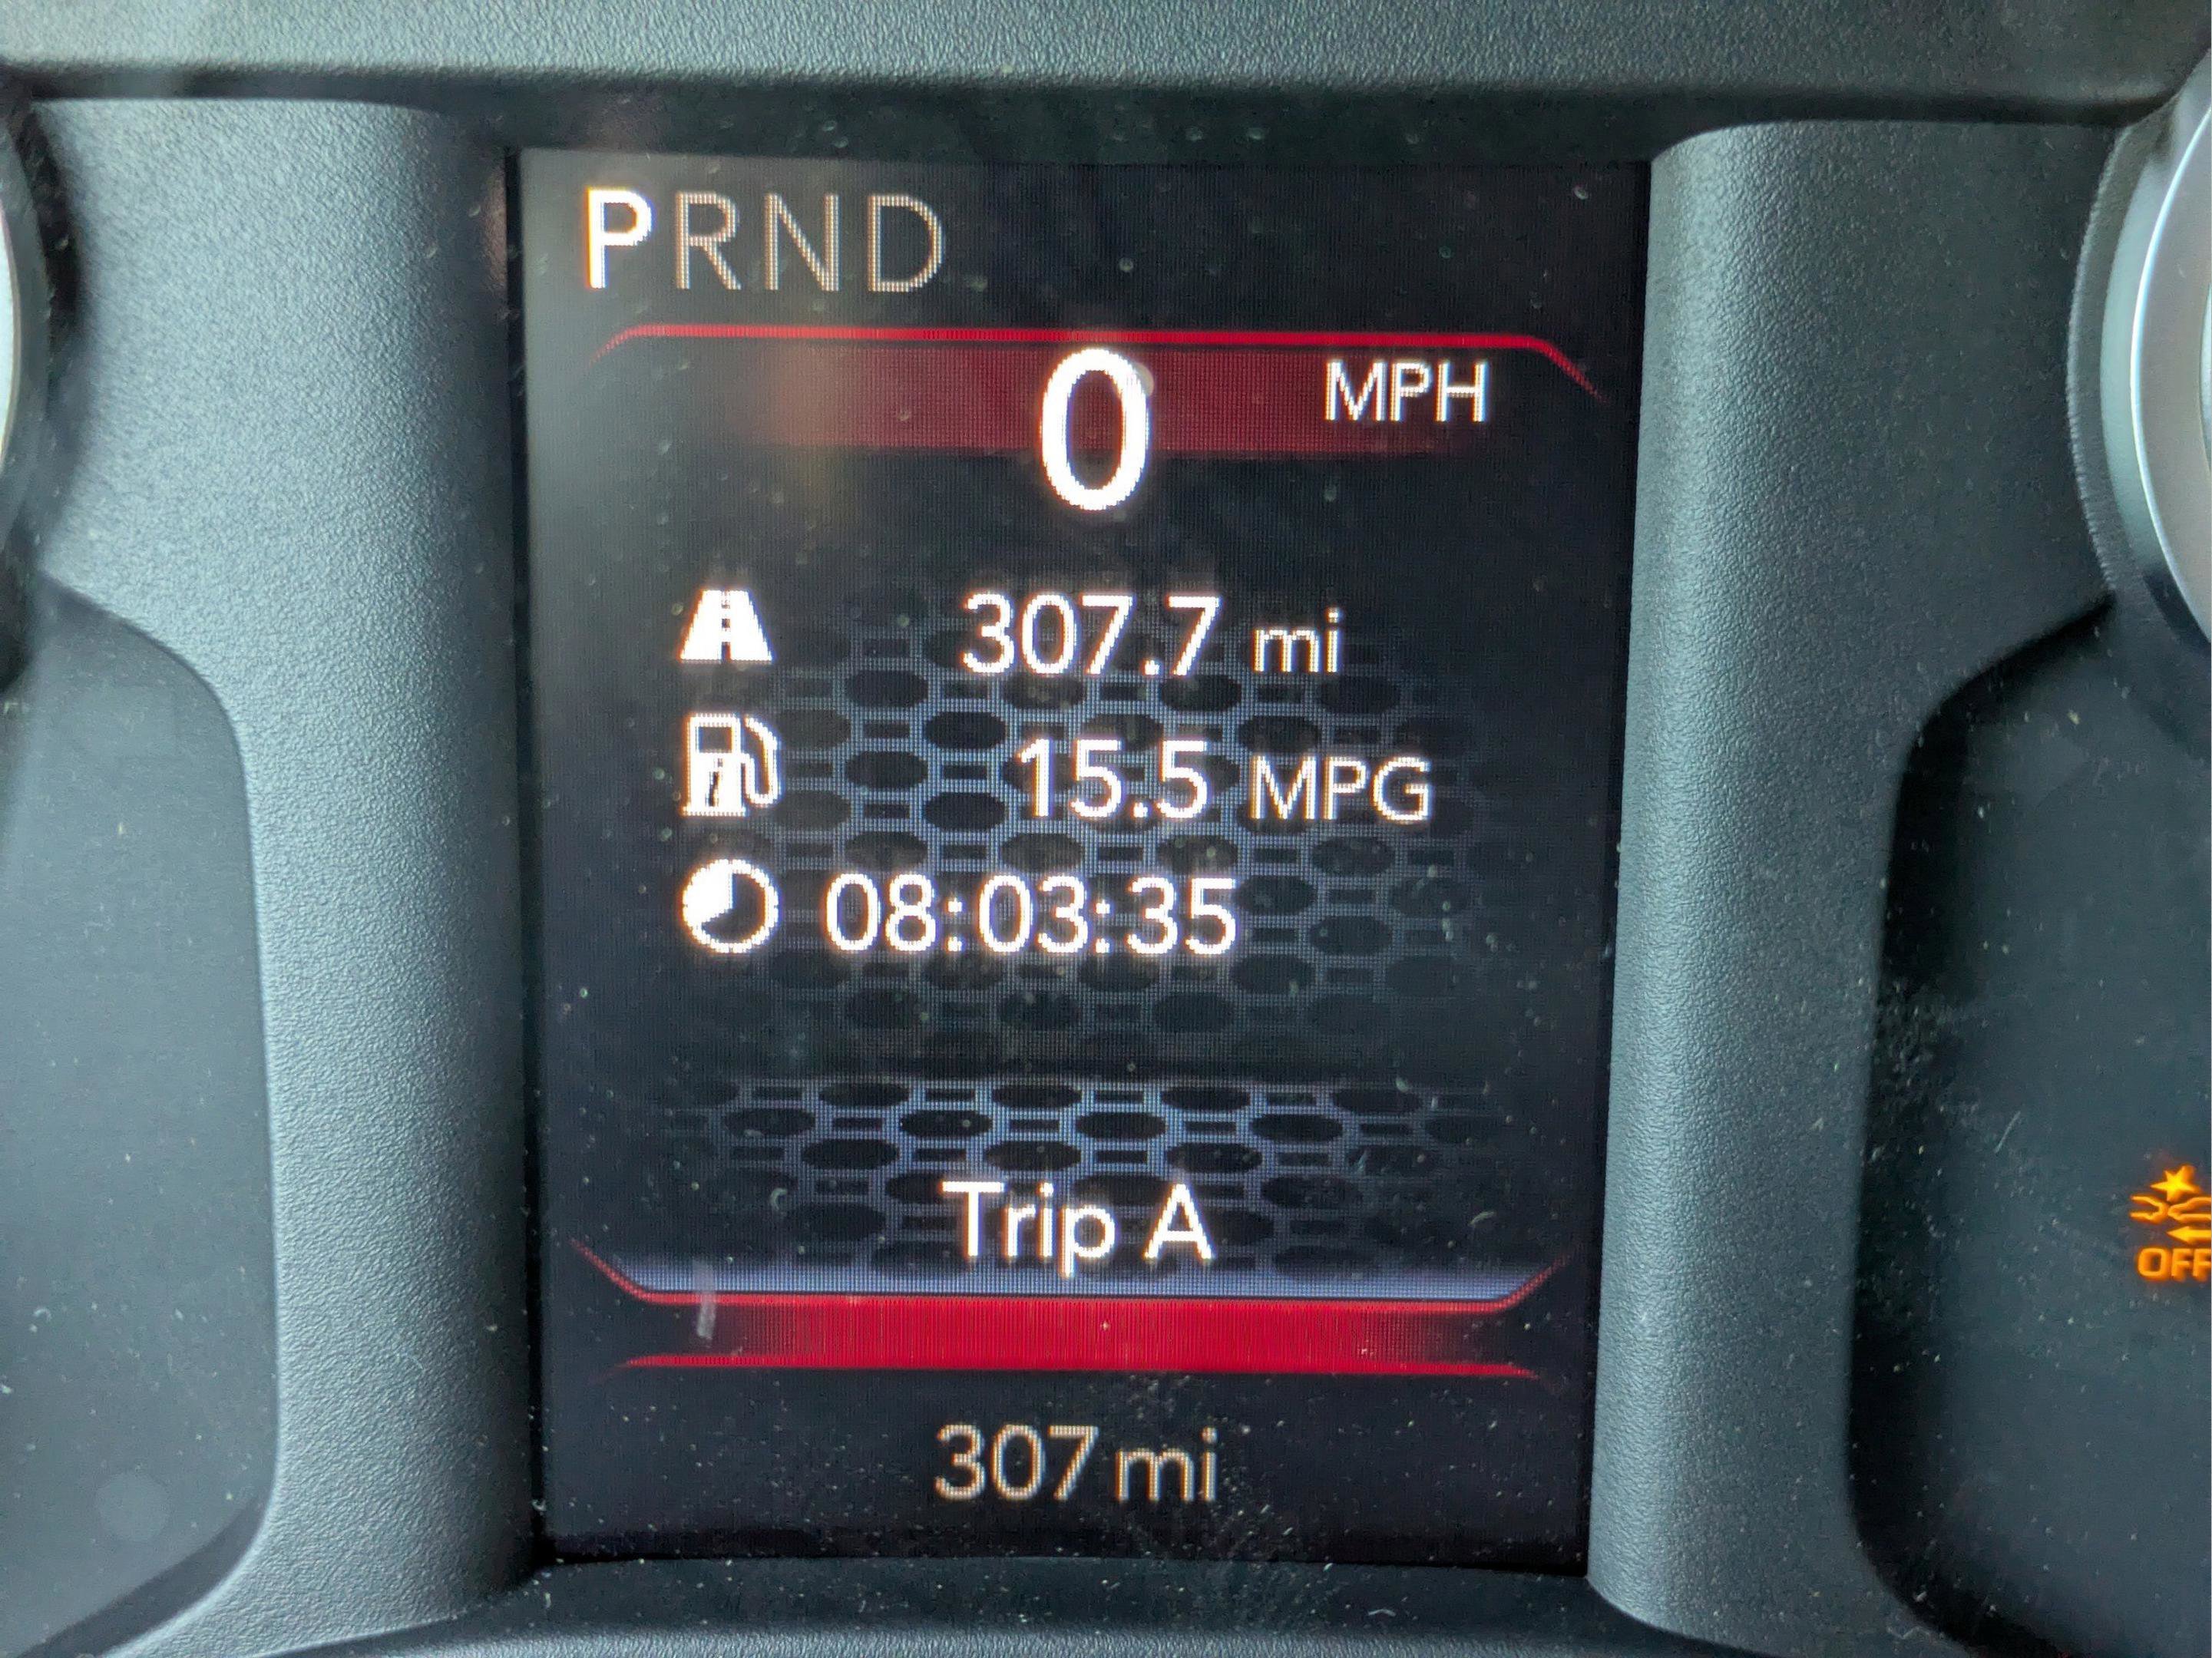 PRND
0 MPH
307.7 mi
15.5 MPG
08:03:35
Trip A
307 mi
OFF